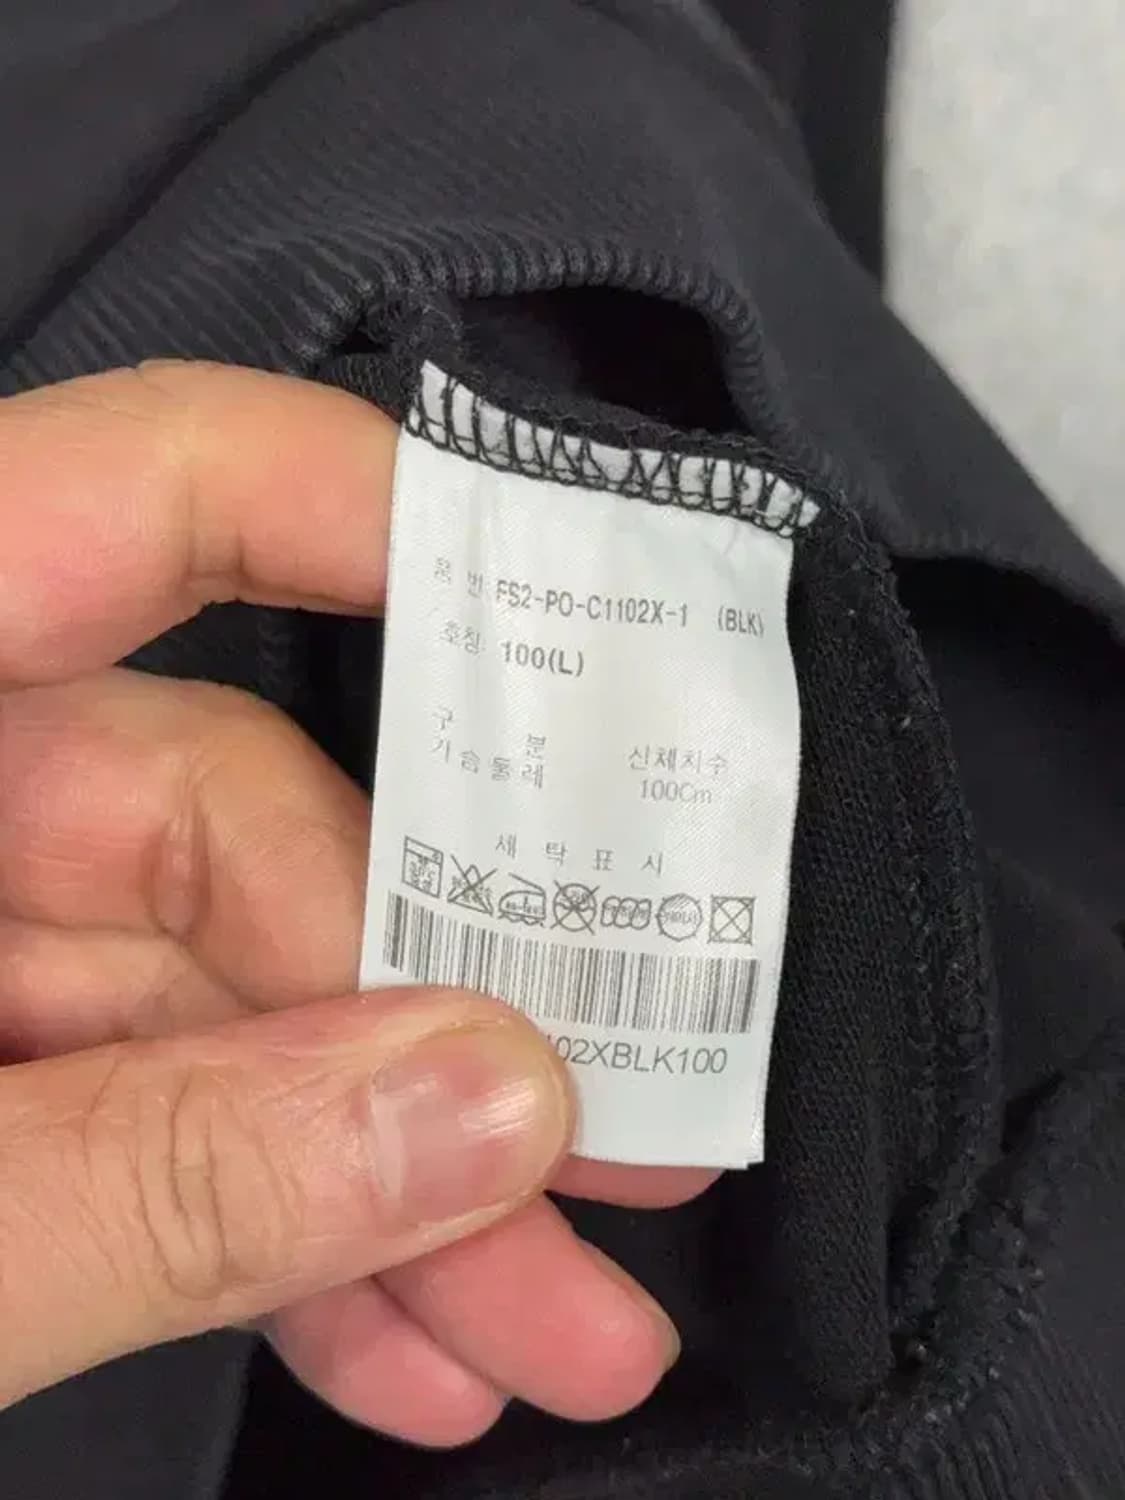 품 번 FS2-PO-C1102X-1 (BLK)
호칭 100(L)
구 분 신체치수
가슴둘레 100Cm
세 탁 표 시
102XBLK100